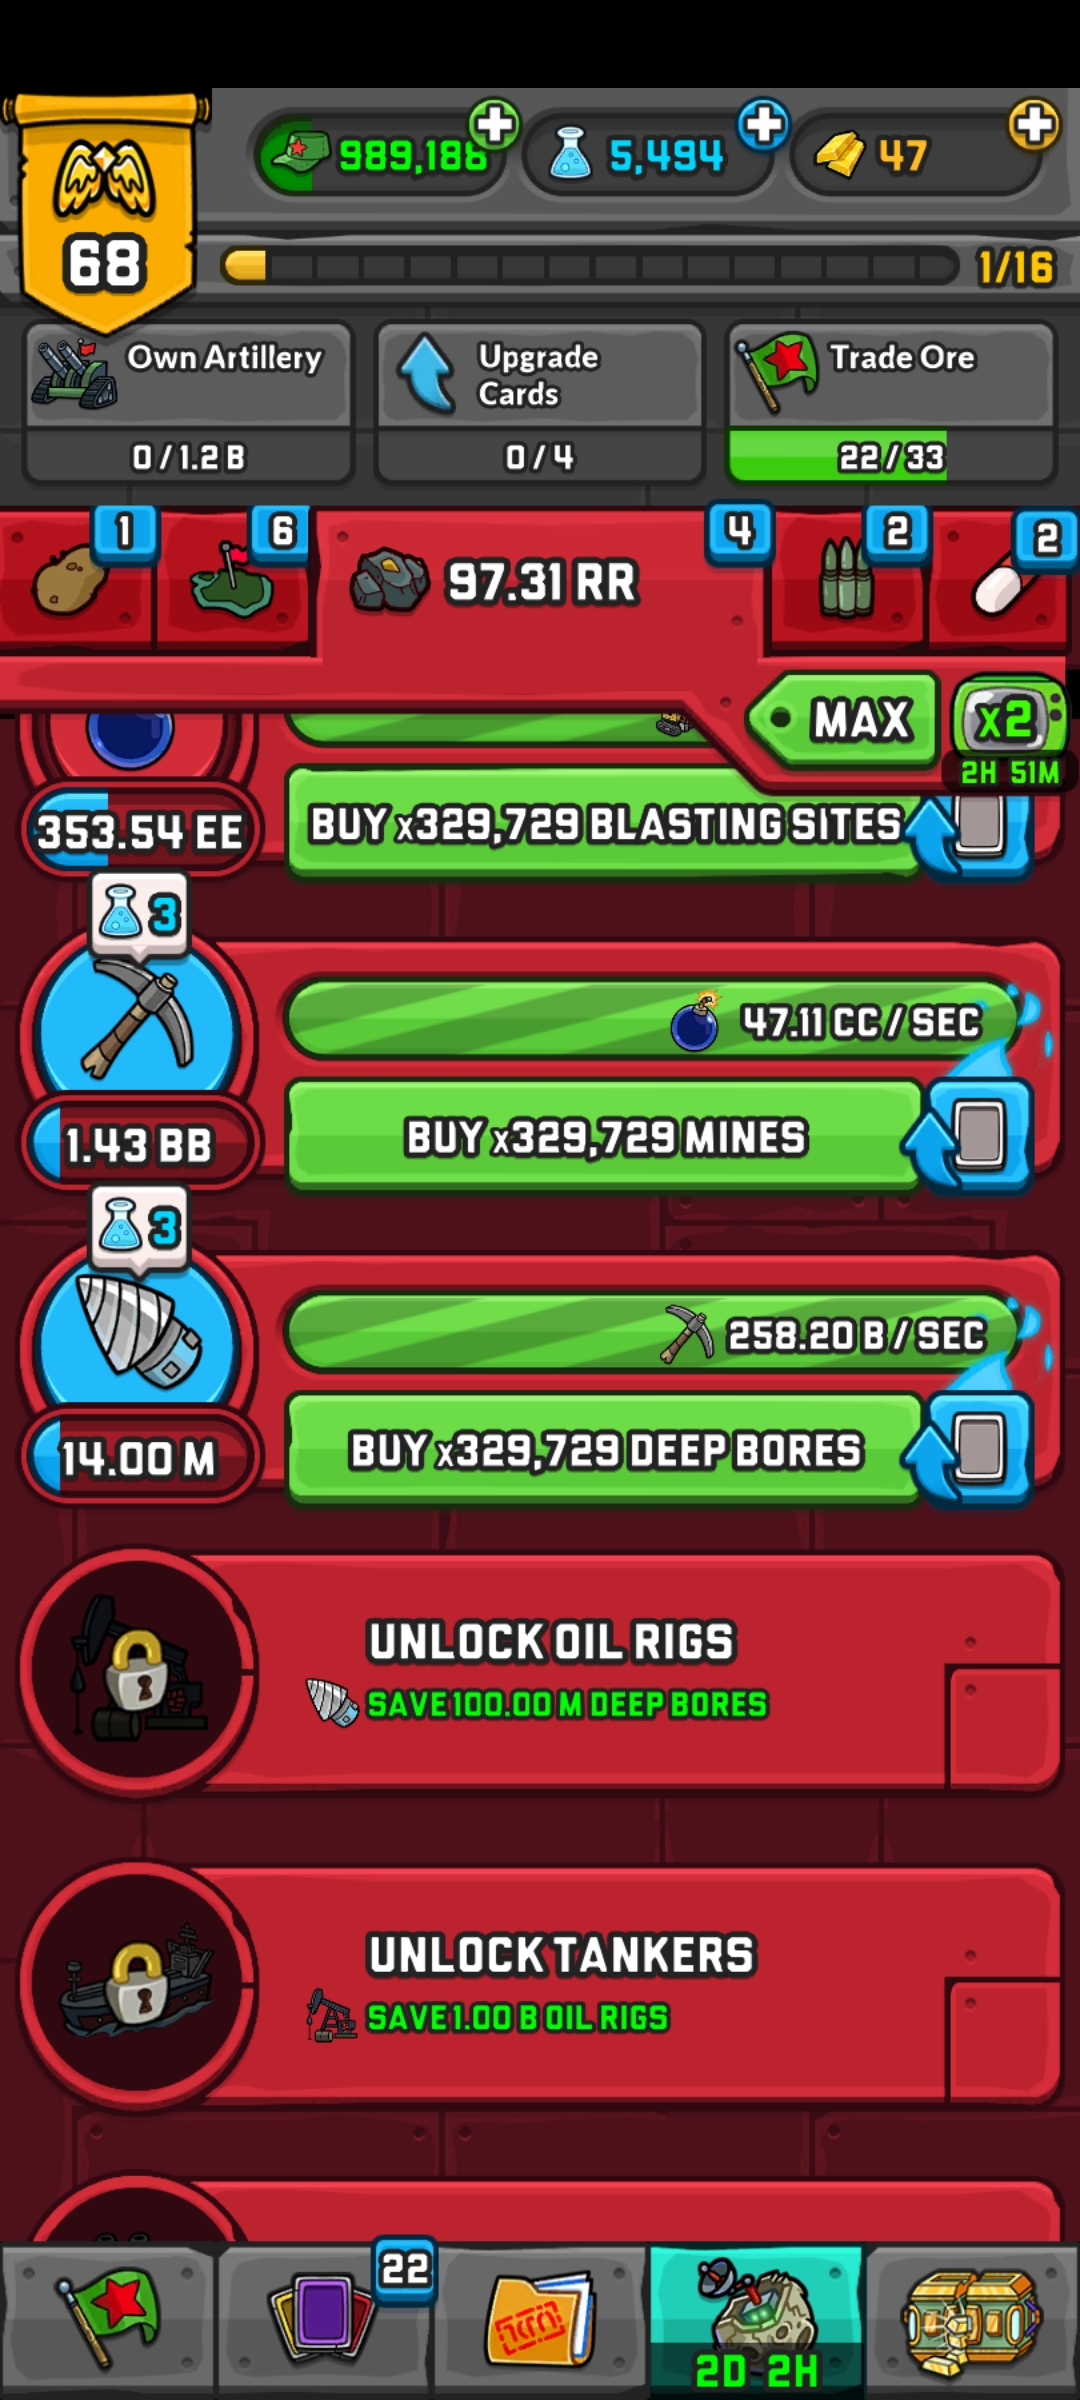 989,188
5,494
47
68
1/16
Own Artillery
0 / 1.2 B
Upgrade
Cards
0 / 4
Trade Ore
22 / 33
1
6
97.31 RR
4
2
2
MAX
x2
2H 51M
353.54 EE
BUY x329,729 BLASTING SITES
3
47.11 CC / SEC
1.43 BB
BUY x329,729 MINES
3
258.20 B / SEC
14.00 M
BUY x329,729 DEEP BORES
UNLOCK OIL RIGS
SAVE 100.00 M DEEP BORES
UNLOCK TANKERS
SAVE 1.00 B OIL RIGS
22
2D 2H